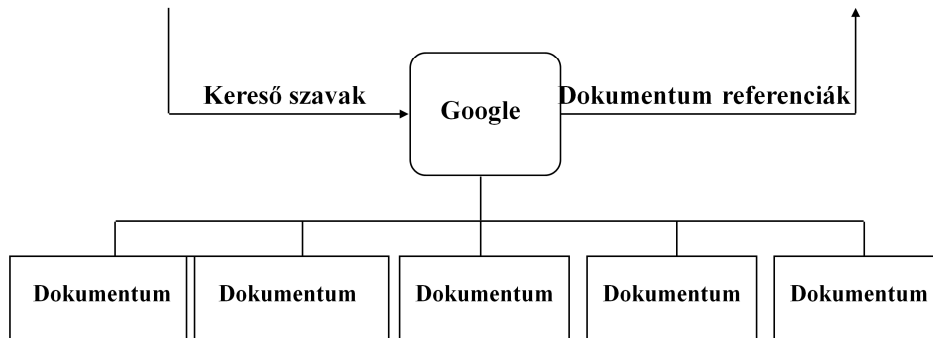 Kereső szavak
Google
Dokumentum referenciák
Dokumentum
Dokumentum
Dokumentum
Dokumentum
Dokumentum